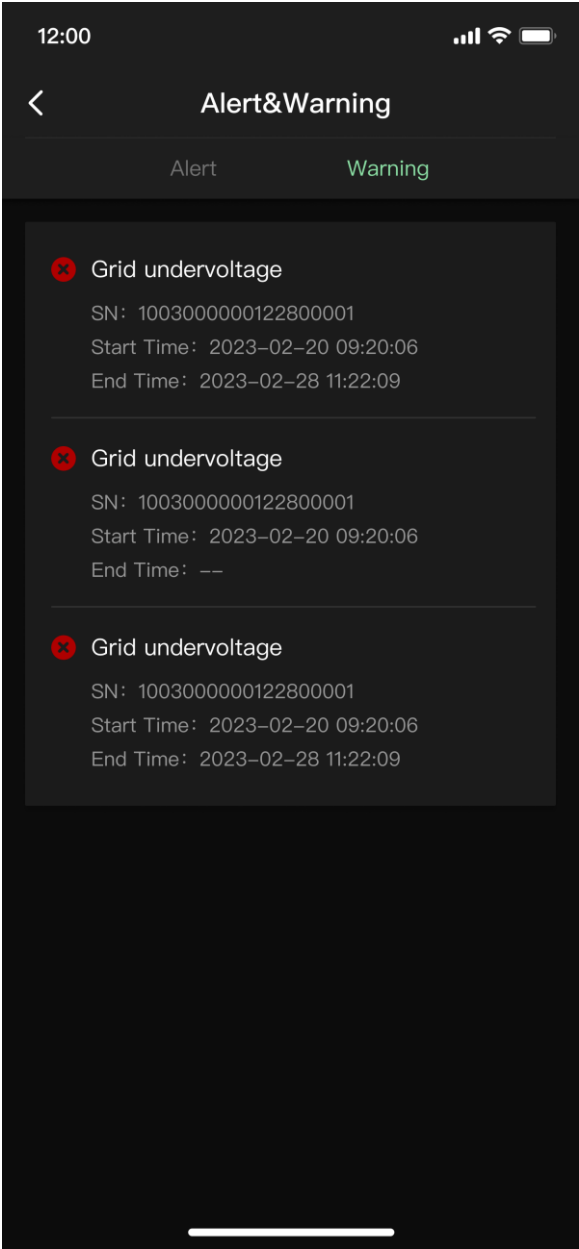 12:00
Alert&Warning
Alert Warning
Grid undervoltage
SN：1003000000122800001
Start Time：2023–02–20 09:20:06
End Time：2023–02–28 11:22:09
Grid undervoltage
SN：1003000000122800001
Start Time：2023–02–20 09:20:06
End Time：––
Grid undervoltage
SN：1003000000122800001
Start Time：2023–02–20 09:20:06
End Time：2023–02–28 11:22:09